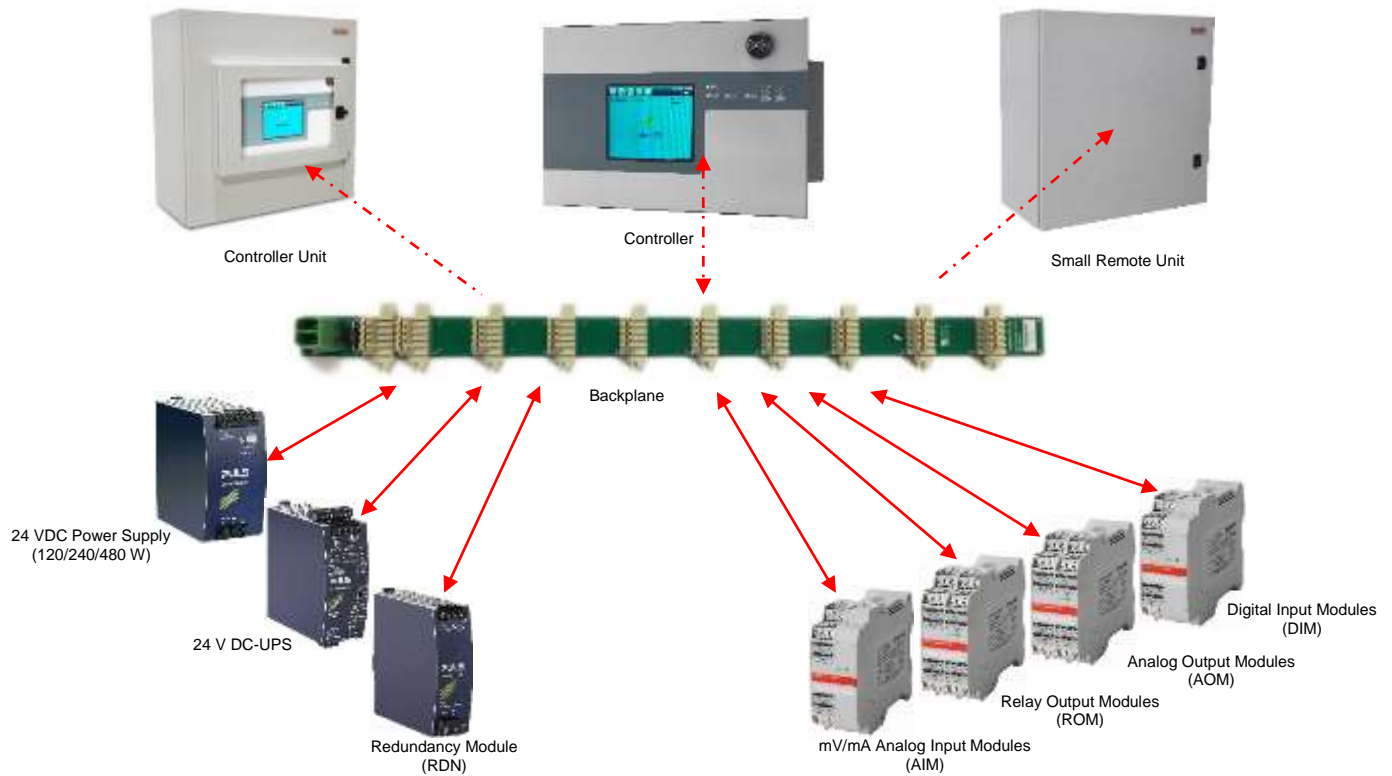 Controller Unit
Controller
Small Remote Unit
Backplane
24 VDC Power Supply
(120/240/480 W)
24 V DC-UPS
Redundancy Module
(RDN)
mV/mA Analog Input Modules
(AIM)
Relay Output Modules
(ROM)
Analog Output Modules
(AOM)
Digital Input Modules
(DIM)
PULS